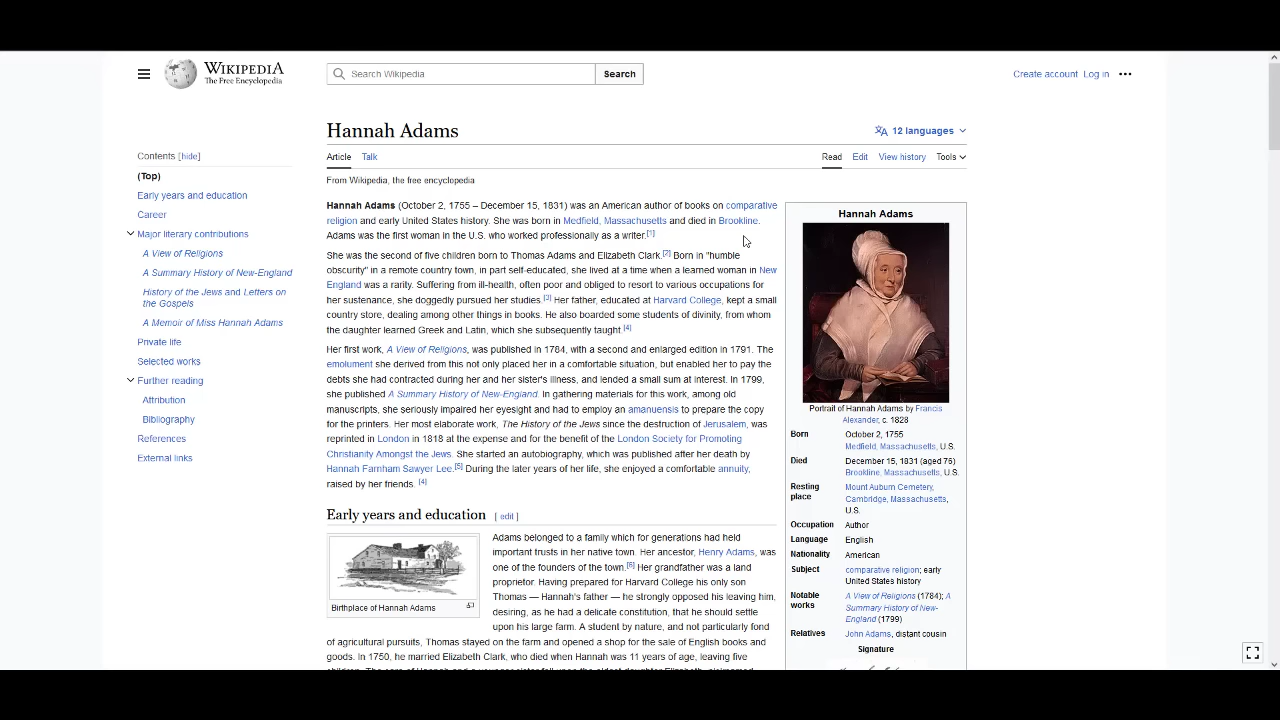 WIKIPEDIA
The Free Encyclopedia
Search Wikipedia
Search
Create account Log in
Hannah Adams
12 languages
Article Talk
Read Edit View history Tools
From Wikipedia, the free encyclopedia
Contents [hide]
(Top)
Early years and education
Career
Major literary contributions
A View of Religions
A Summary History of New-England
History of the Jews and Letters on
the Gospels
A Memoir of Miss Hannah Adams
Private life
Selected works
Further reading
Attribution
Bibliography
References
External links
Hannah Adams (October 2, 1755 – December 15, 1831) was an American author of books on comparative
religion and early United States history. She was born in Medfield, Massachusetts and died in Brookline.
Adams was the first woman in the U.S. who worked professionally as a writer.[1]
She was the second of five children born to Thomas Adams and Elizabeth Clark.[2] Born in "humble
obscurity" in a remote country town, in part self-educated, she lived at a time when a learned woman in New
England was a rarity. Suffering from ill-health, often poor and obliged to resort to various occupations for
her sustenance, she doggedly pursued her studies.[3] Her father, educated at Harvard College, kept a small
country store, dealing among other things in books. He also boarded some students of divinity, from whom
the daughter learned Greek and Latin, which she subsequently taught [4]
Her first work, A View of Religions, was published in 1784, with a second and enlarged edition in 1791. The
emolument she derived from this not only placed her in a comfortable situation, but enabled her to pay the
debts she had contracted during her and her sister's illness, and lended a small sum at interest. In 1799,
she published A Summary History of New-England. In gathering materials for this work, among old
manuscripts, she seriously impaired her eyesight and had to employ an amanuensis to prepare the copy
for the printers. Her most elaborate work, The History of the Jews since the destruction of Jerusalem, was
reprinted in London in 1818 at the expense and for the benefit of the London Society for Promoting
Christianity Amongst the Jews. She started an autobiography, which was published after her death by
Hannah Farnham Sawyer Lee.[5] During the later years of her life, she enjoyed a comfortable annuity,
raised by her friends. [4]
Early years and education [ edit ]
Birthplace of Hannah Adams
Adams belonged to a family which for generations had held
important trusts in her native town. Her ancestor, Henry Adams, was
one of the founders of the town.[6] Her grandfather was a land
proprietor. Having prepared for Harvard College his only son
Thomas — Hannah's father — he strongly opposed his leaving him,
desiring, as he had a delicate constitution, that he should settle
upon his large farm. A student by nature, and not particularly fond
of agricultural pursuits, Thomas stayed on the farm and opened a shop for the sale of English books and
goods. In 1750, he married Elizabeth Clark, who died when Hannah was 11 years of age, leaving five
Hannah Adams
Portrait of Hannah Adams by Francis
Alexander, c. 1828
Born October 2, 1755
Medfield, Massachusetts, U.S.
Died December 15, 1831 (aged 76)
Brookline, Massachusetts, U.S.
Resting place Mount Auburn Cemetery,
Cambridge, Massachusetts,
U.S.
Occupation Author
Language English
Nationality American
Subject comparative religion; early
United States history
Notable works A View of Religions (1784); A
Summary History of New-
England (1799)
Relatives John Adams, distant cousin
Signature